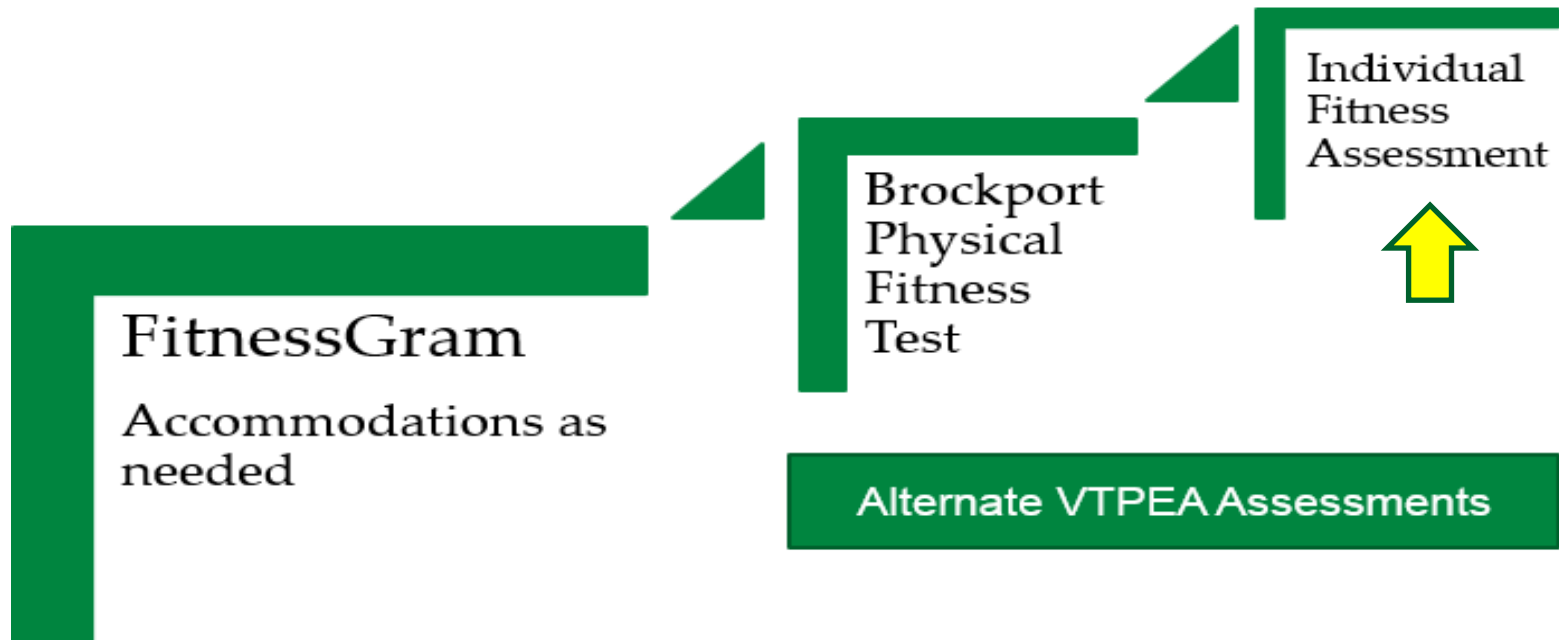 FitnessGram
Accommodations as
needed
Brockport
Physical
Fitness
Test
Individual
Fitness
Assessment
Alternate VTPEA Assessments